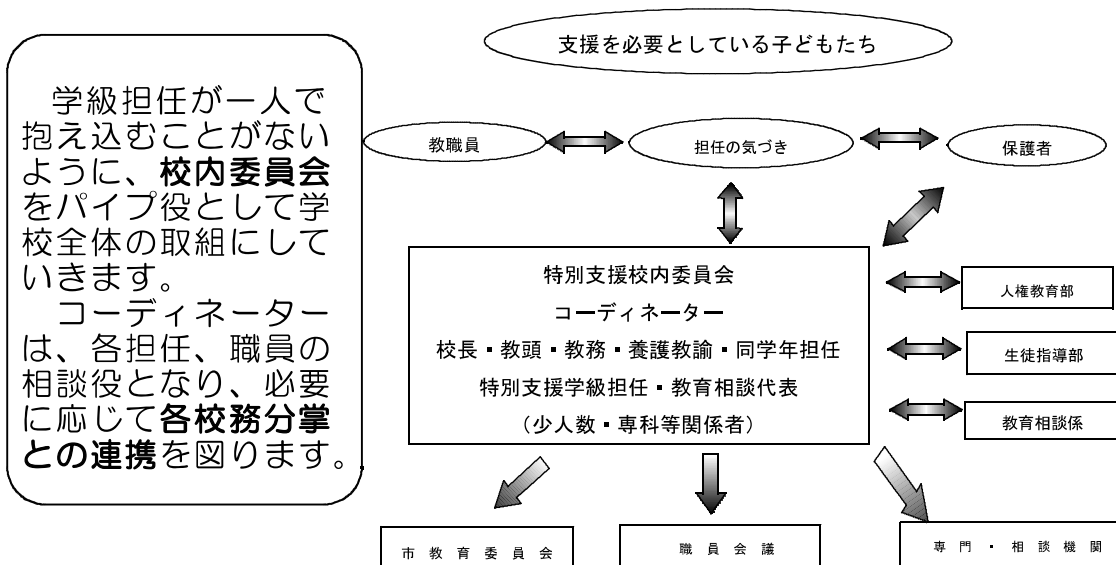 学級担任が一人で
抱え込むことがない
ように、校内委員会
をパイプ役として学
校全体の取組にして
いきます。
コーディネーター
は、各担任、職員の
相談役となり、必要
に応じて各校務分掌
との連携を図ります。
支援を必要としている子どもたち
教職員
担任の気づき
保護者
特別支援校内委員会
コーディネーター
校長・教頭・教務・養護教諭・同学年担任
特別支援学級担任・教育相談代表
（少人数・専科等関係者）
人権教育部
生徒指導部
教育相談係
市教育委員会
職員会議
専門・相談機関